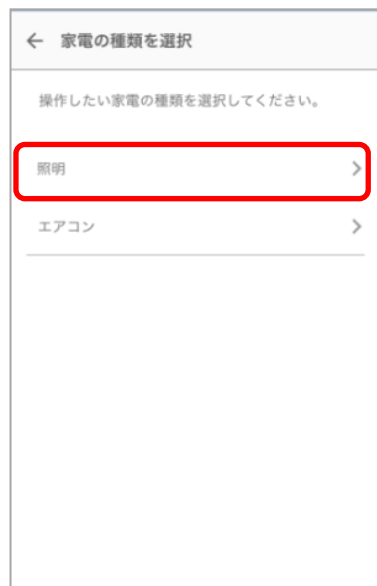 家電の種類を選択
操作したい家電の種類を選択してください。
照明
エアコン